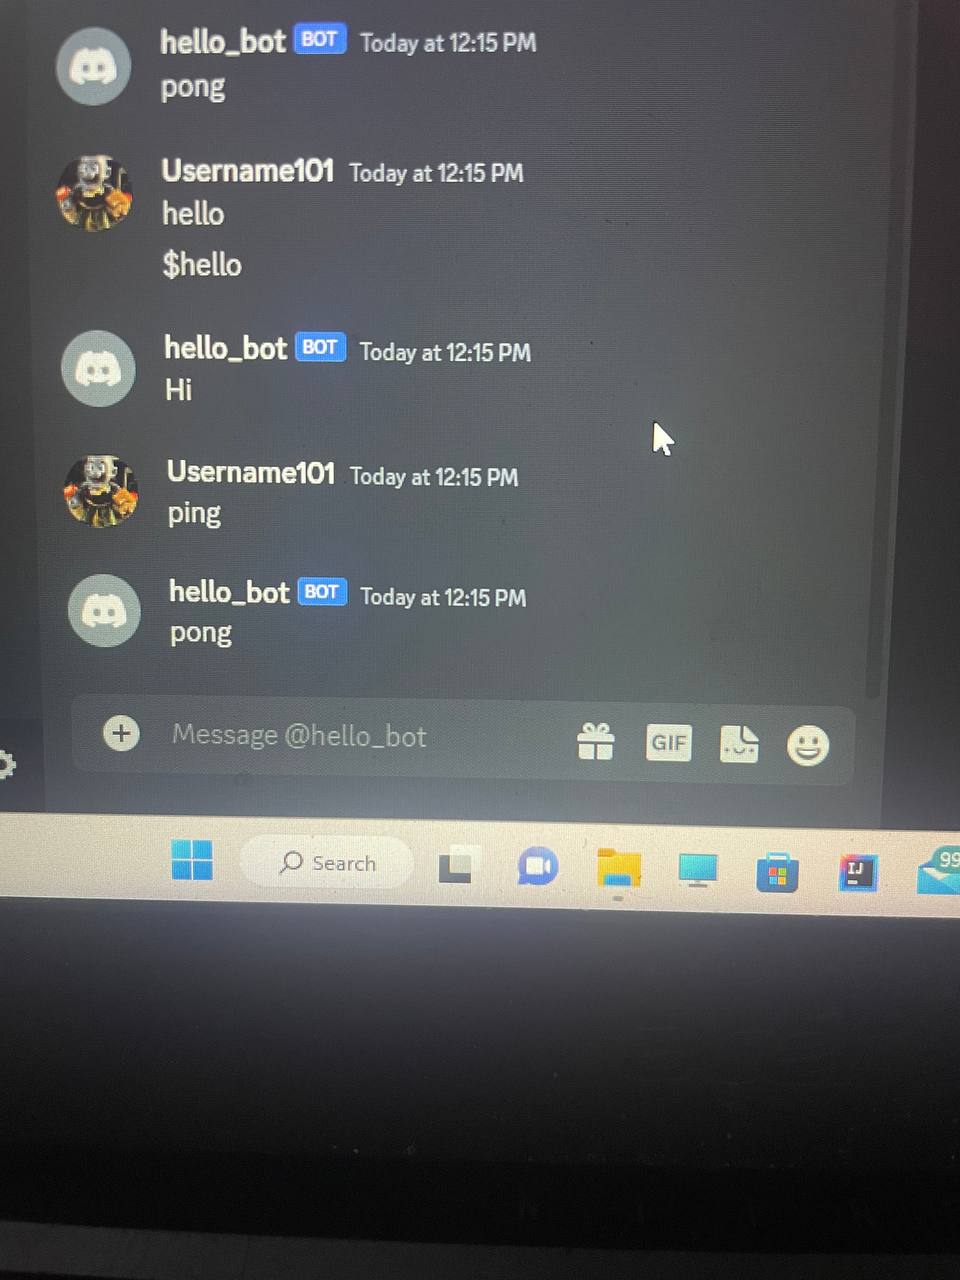 hello_bot BOT Today at 12:15 PM
pong
Username101 Today at 12:15 PM
hello
$hello
hello_bot BOT Today at 12:15 PM
Hi
Username101 Today at 12:15 PM
ping
hello_bot BOT Today at 12:15 PM
pong
Message @hello_bot
GIF
Search
IJ
99